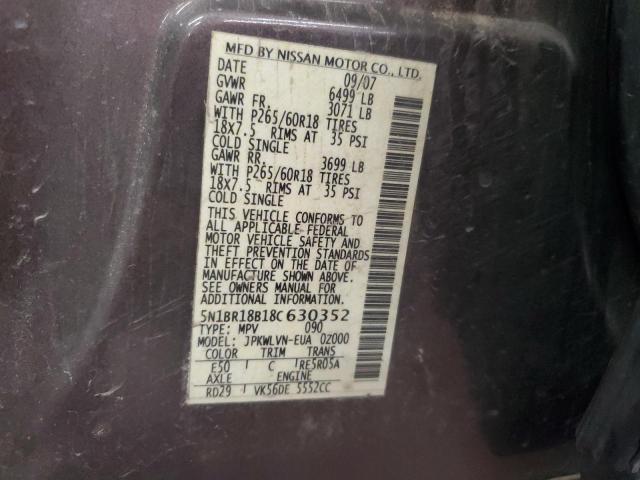 MFD BY NISSAN MOTOR CO., LTD.
DATE 09/07
GVWR 6499 LB
GAWR FR. 3071 LB
WITH P265/60R18 TIRES
18X7.5 RIMS AT 35 PSI
COLD SINGLE
GAWR RR. 3699 LB
WITH P265/60R18 TIRES
18X7.5 RIMS AT 35 PSI
COLD SINGLE
THIS VEHICLE CONFORMS TO
ALL APPLICABLE FEDERAL
MOTOR VEHICLE SAFETY AND
THEFT PREVENTION STANDARDS
IN EFFECT ON THE DATE OF
MANUFACTURE SHOWN ABOVE.
SEE OWNERS MANUAL FOR
ADDITIONAL INFORMATION.
5N1BR18B18C630352
TYPE: MPV 090
MODEL: JPKWLVN-EUA 0Z000
COLOR TRIM TRANS
E50 C RE5R05A
AXLE ENGINE
RD29 VK56DE 5552CC